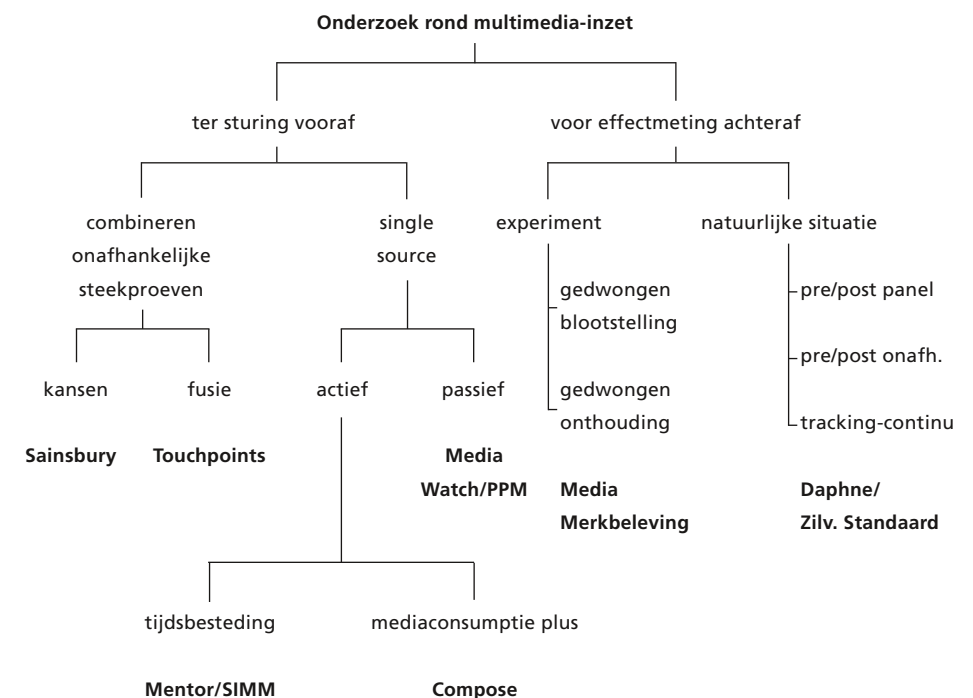 Onderzoek rond multimedia-inzet
ter sturing vooraf
voor effectmeting achteraf
combineren
onafhankelijke
steekproeven
single
source
experiment
natuurlijke situatie
gedwongen
blootstelling
pre/post panel
pre/post onafh.
kansen
fusie
actief
passief
gedwongen
onthouding
tracking-continu
Sainsbury
Touchpoints
Media
Watch/PPM
Media
Merkbeleving
Daphne/
Zilv. Standaard
tijdsbesteding
mediaconsumptie plus
Mentor/SIMM
Compose